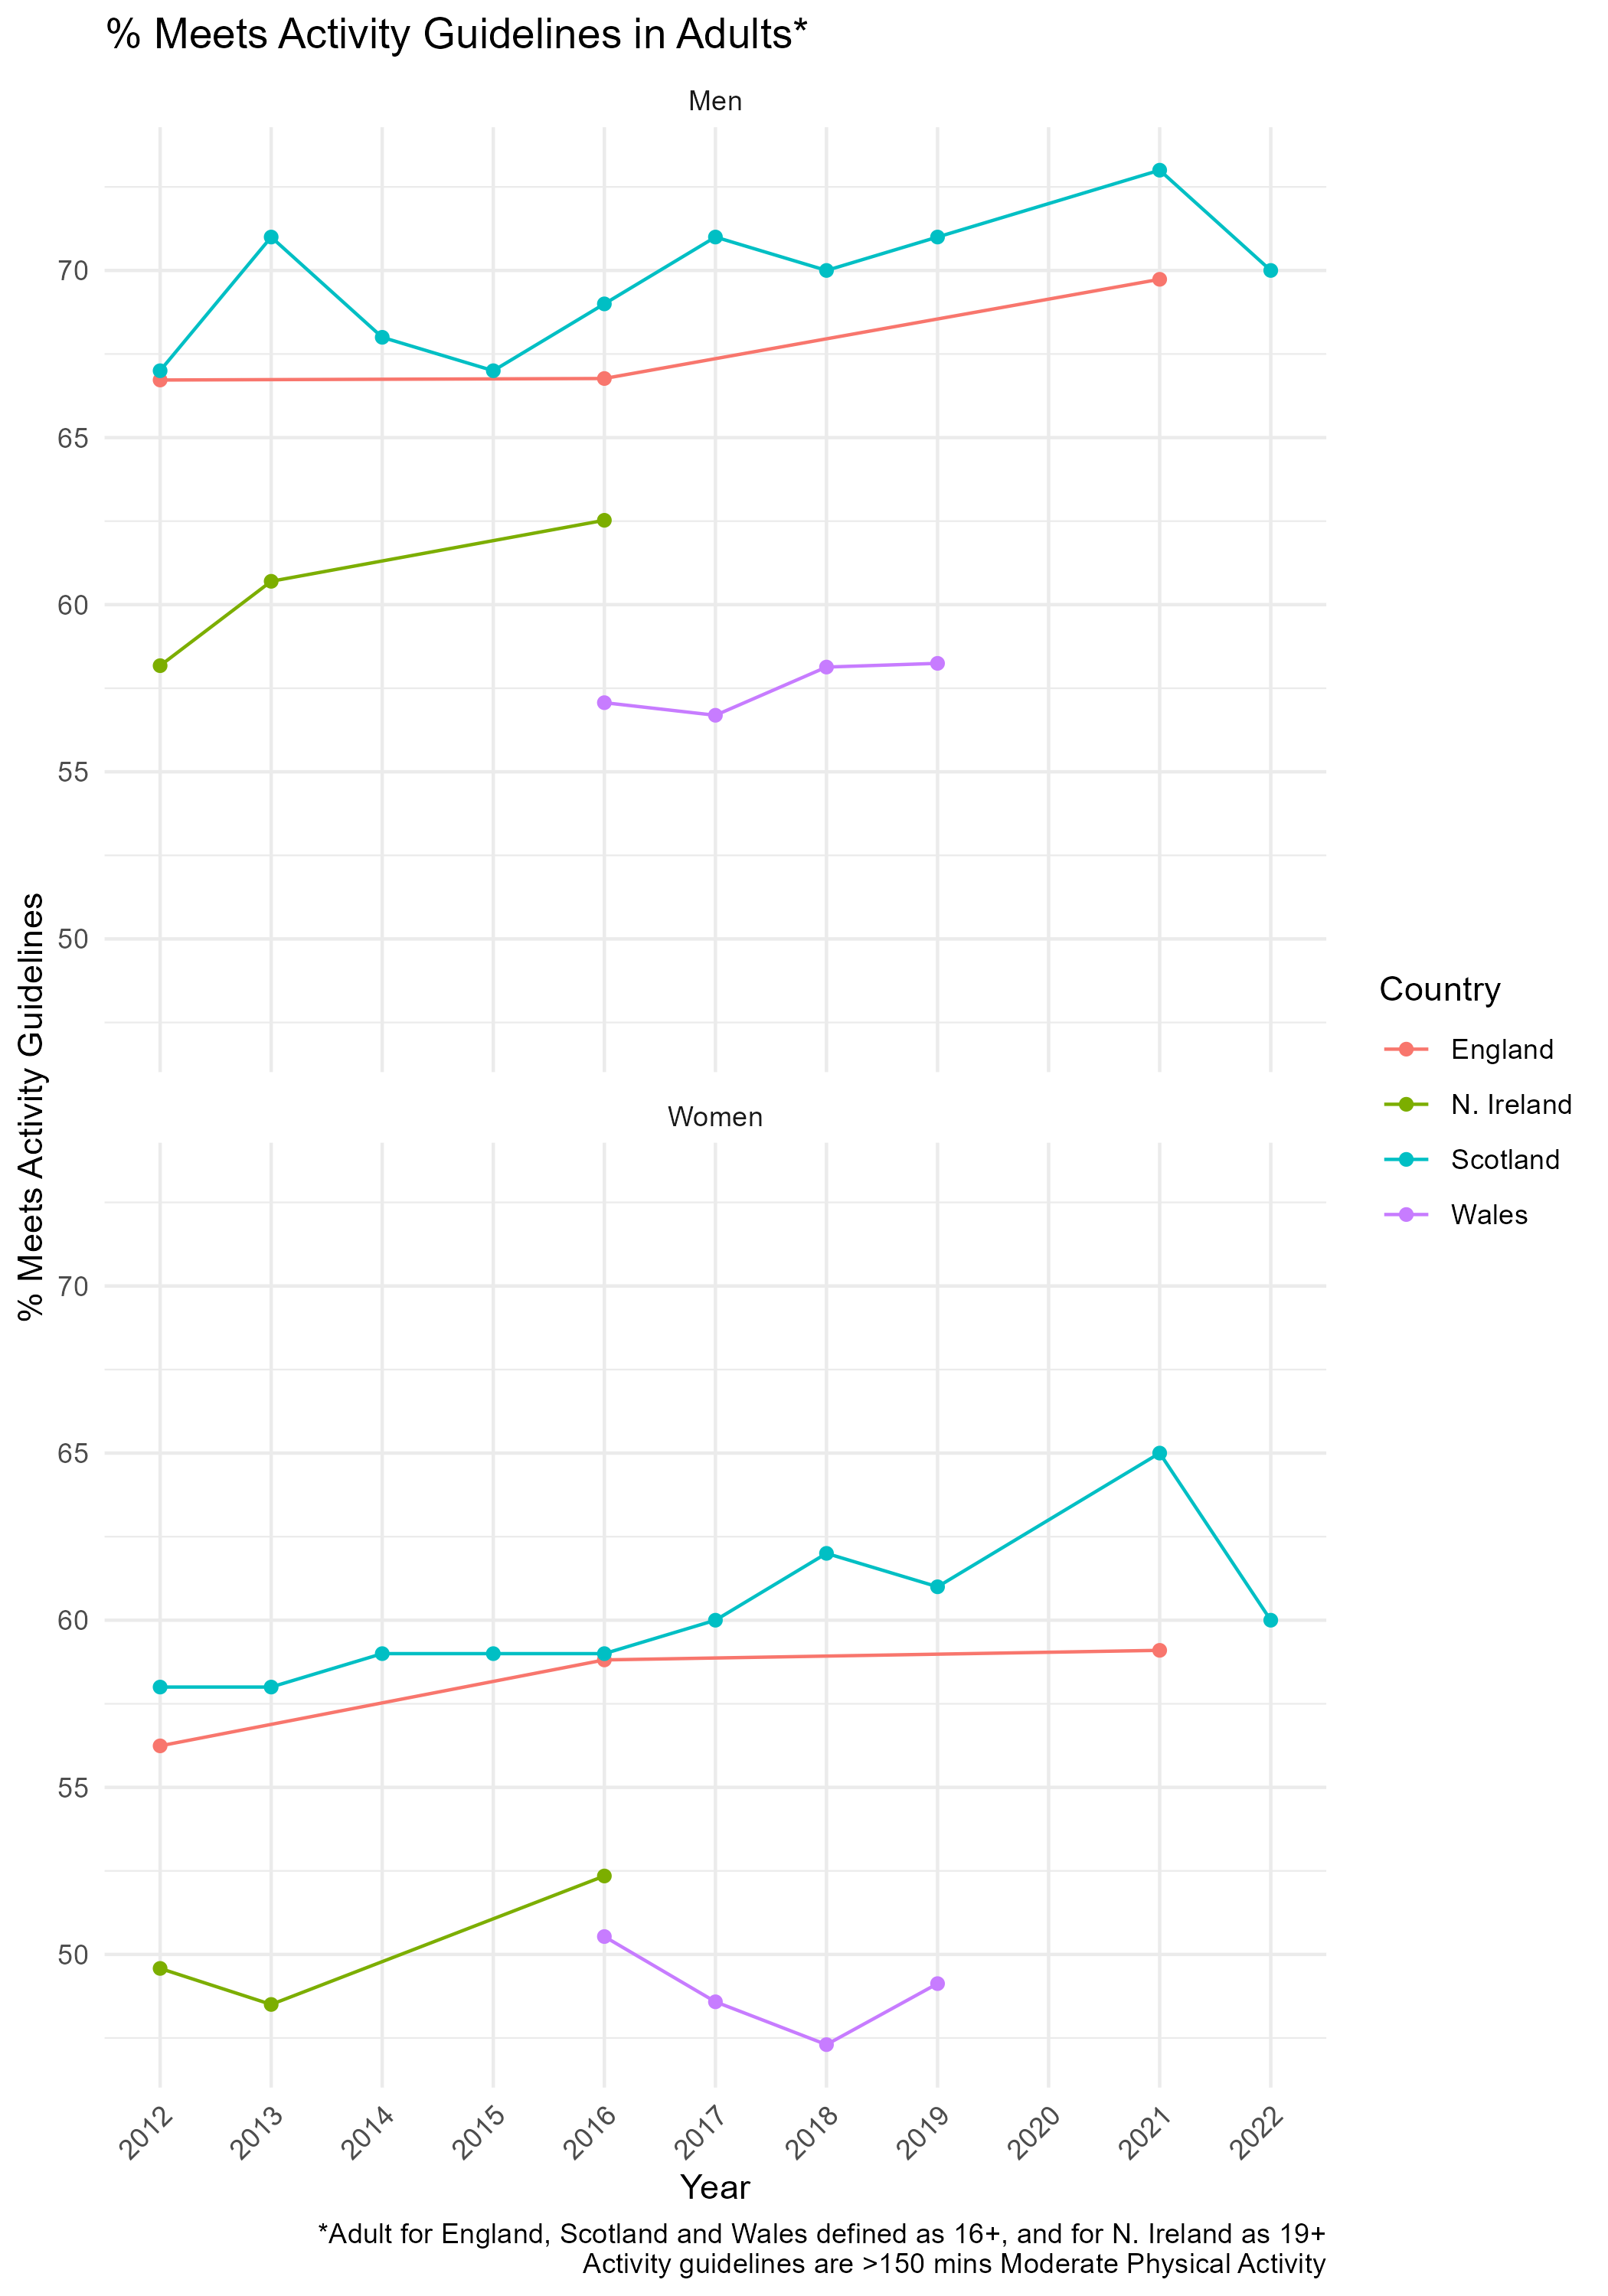 % Meets Activity Guidelines in Adults*
Men
70
65
60
55
50
% Meets Activity Guidelines
Women
70
65
60
55
50
2012
2013
2014
2015
2016
2017
2018
2019
2020
2021
2022
Year
Country
England
N. Ireland
Scotland
Wales
*Adult for England, Scotland and Wales defined as 16+, and for N. Ireland as 19+
Activity guidelines are >150 mins Moderate Physical Activity